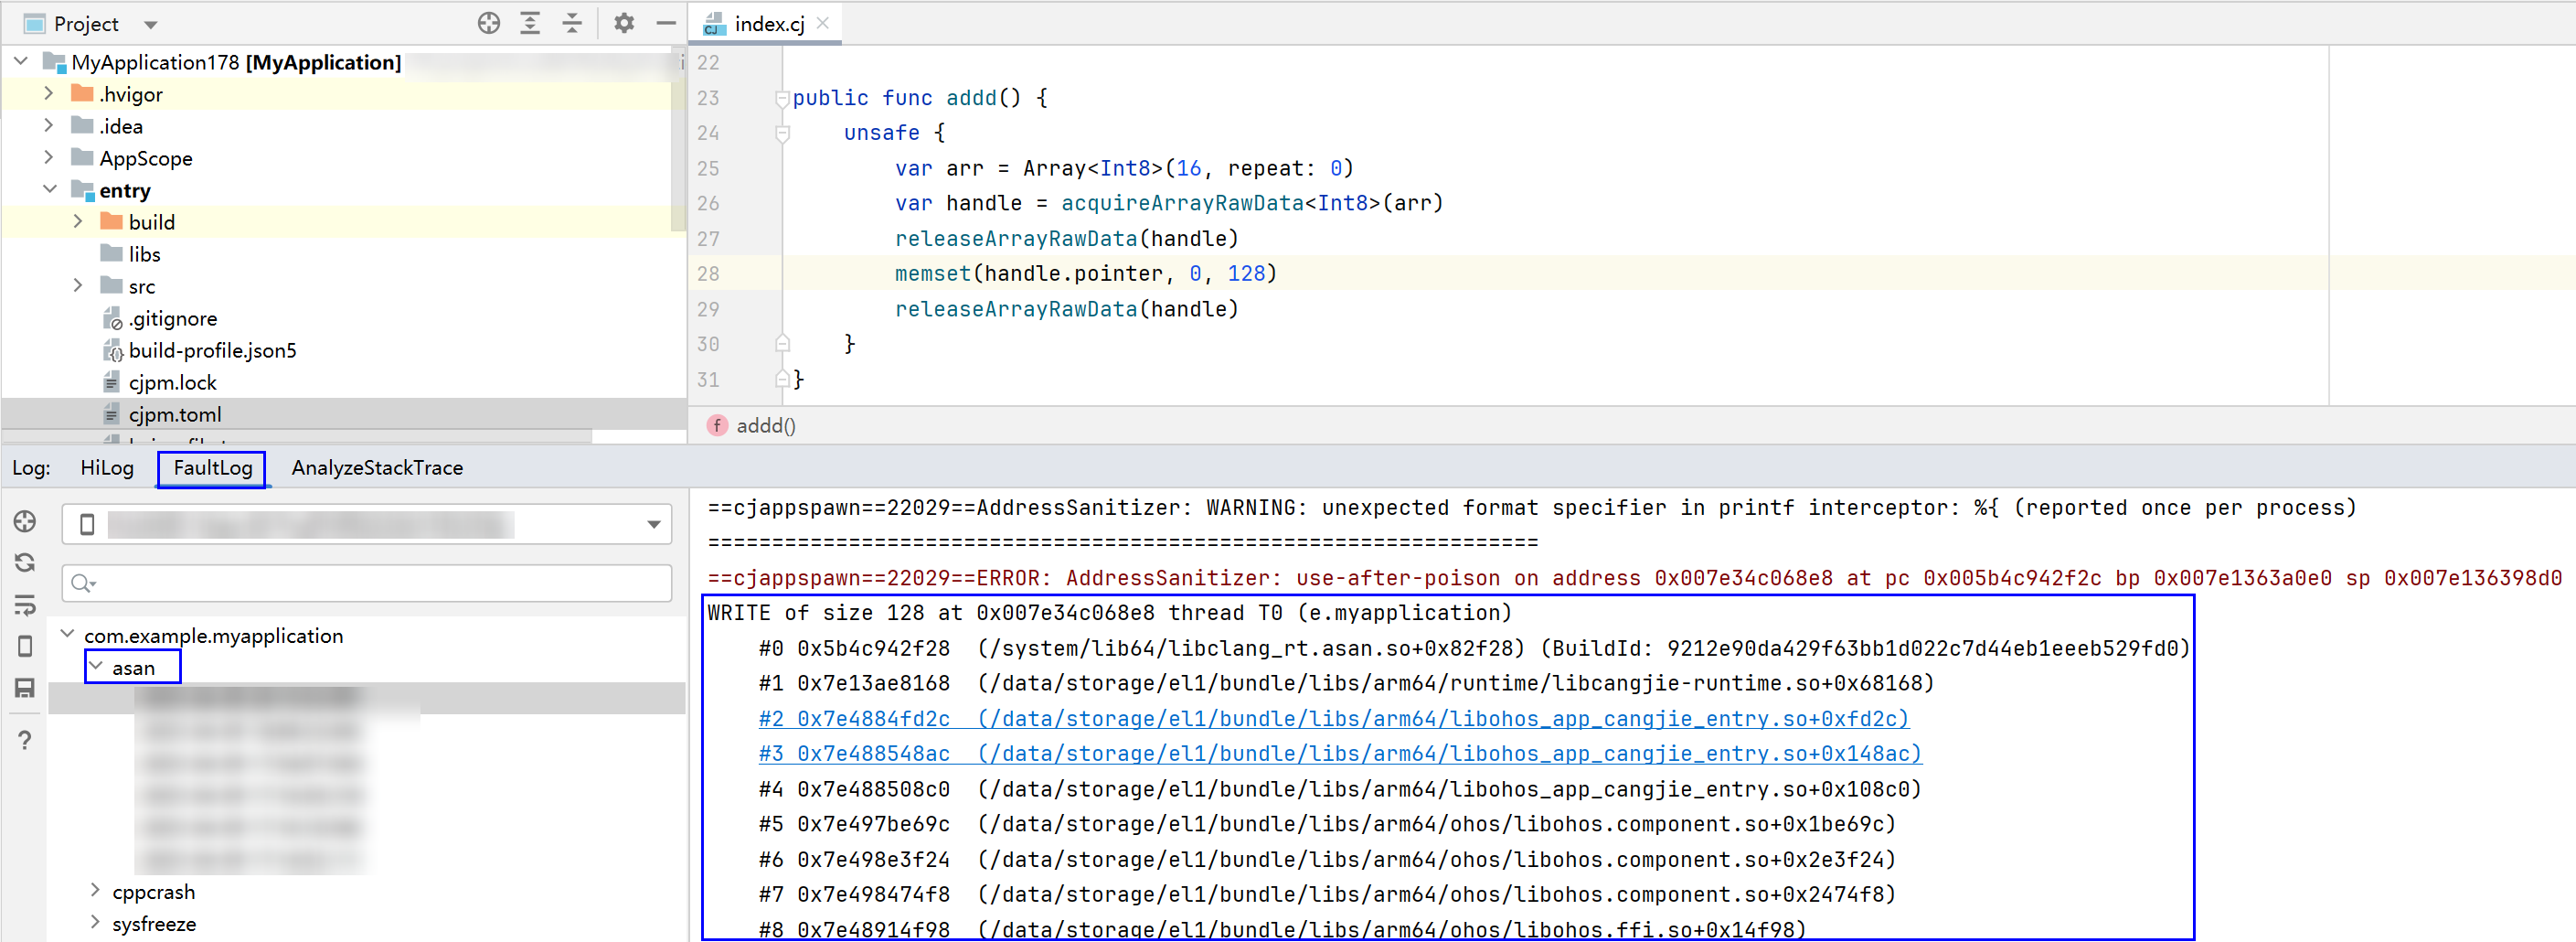 Project
MyApplication178 [MyApplication]
.hvigor
.idea
AppScope
entry
build
libs
src
.gitignore
build-profile.json5
cjpm.lock
cjpm.toml
index.cj
22
23 public func addd() {
24 unsafe {
25 var arr = Array<Int8>(16, repeat: 0)
26 var handle = acquireArrayRawData<Int8>(arr)
27 releaseArrayRawData(handle)
28 memset(handle.pointer, 0, 128)
29 releaseArrayRawData(handle)
30 }
31 }
f addd()
Log: HiLog FaultLog AnalyzeStackTrace
com.example.myapplication
asan
cppcrash
sysfreeze
==cjappspawn==22029==AddressSanitizer: WARNING: unexpected format specifier in printf interceptor: %{ (reported once per process)
=================================================================
==cjappspawn==22029==ERROR: AddressSanitizer: use-after-poison on address 0x007e34c068e8 at pc 0x005b4c942f2c bp 0x007e1363a0e0 sp 0x007e136398d0
WRITE of size 128 at 0x007e34c068e8 thread T0 (e.myapplication)
#0 0x5b4c942f28 (/system/lib64/libclang_rt.asan.so+0x82f28) (BuildId: 9212e90da429f63bb1d022c7d44eb1eeeb529fd0)
#1 0x7e13ae8168 (/data/storage/el1/bundle/libs/arm64/runtime/libcangjie-runtime.so+0x68168)
#2 0x7e4884fd2c (/data/storage/el1/bundle/libs/arm64/libohos_app_cangjie_entry.so+0xfd2c)
#3 0x7e488548ac (/data/storage/el1/bundle/libs/arm64/libohos_app_cangjie_entry.so+0x148ac)
#4 0x7e488508c0 (/data/storage/el1/bundle/libs/arm64/libohos_app_cangjie_entry.so+0x108c0)
#5 0x7e497be69c (/data/storage/el1/bundle/libs/arm64/ohos/libohos.component.so+0x1be69c)
#6 0x7e498e3f24 (/data/storage/el1/bundle/libs/arm64/ohos/libohos.component.so+0x2e3f24)
#7 0x7e498474f8 (/data/storage/el1/bundle/libs/arm64/ohos/libohos.component.so+0x2474f8)
#8 0x7e48914f98 (/data/storage/el1/bundle/libs/arm64/ohos/libohos.ffi.so+0x14f98)